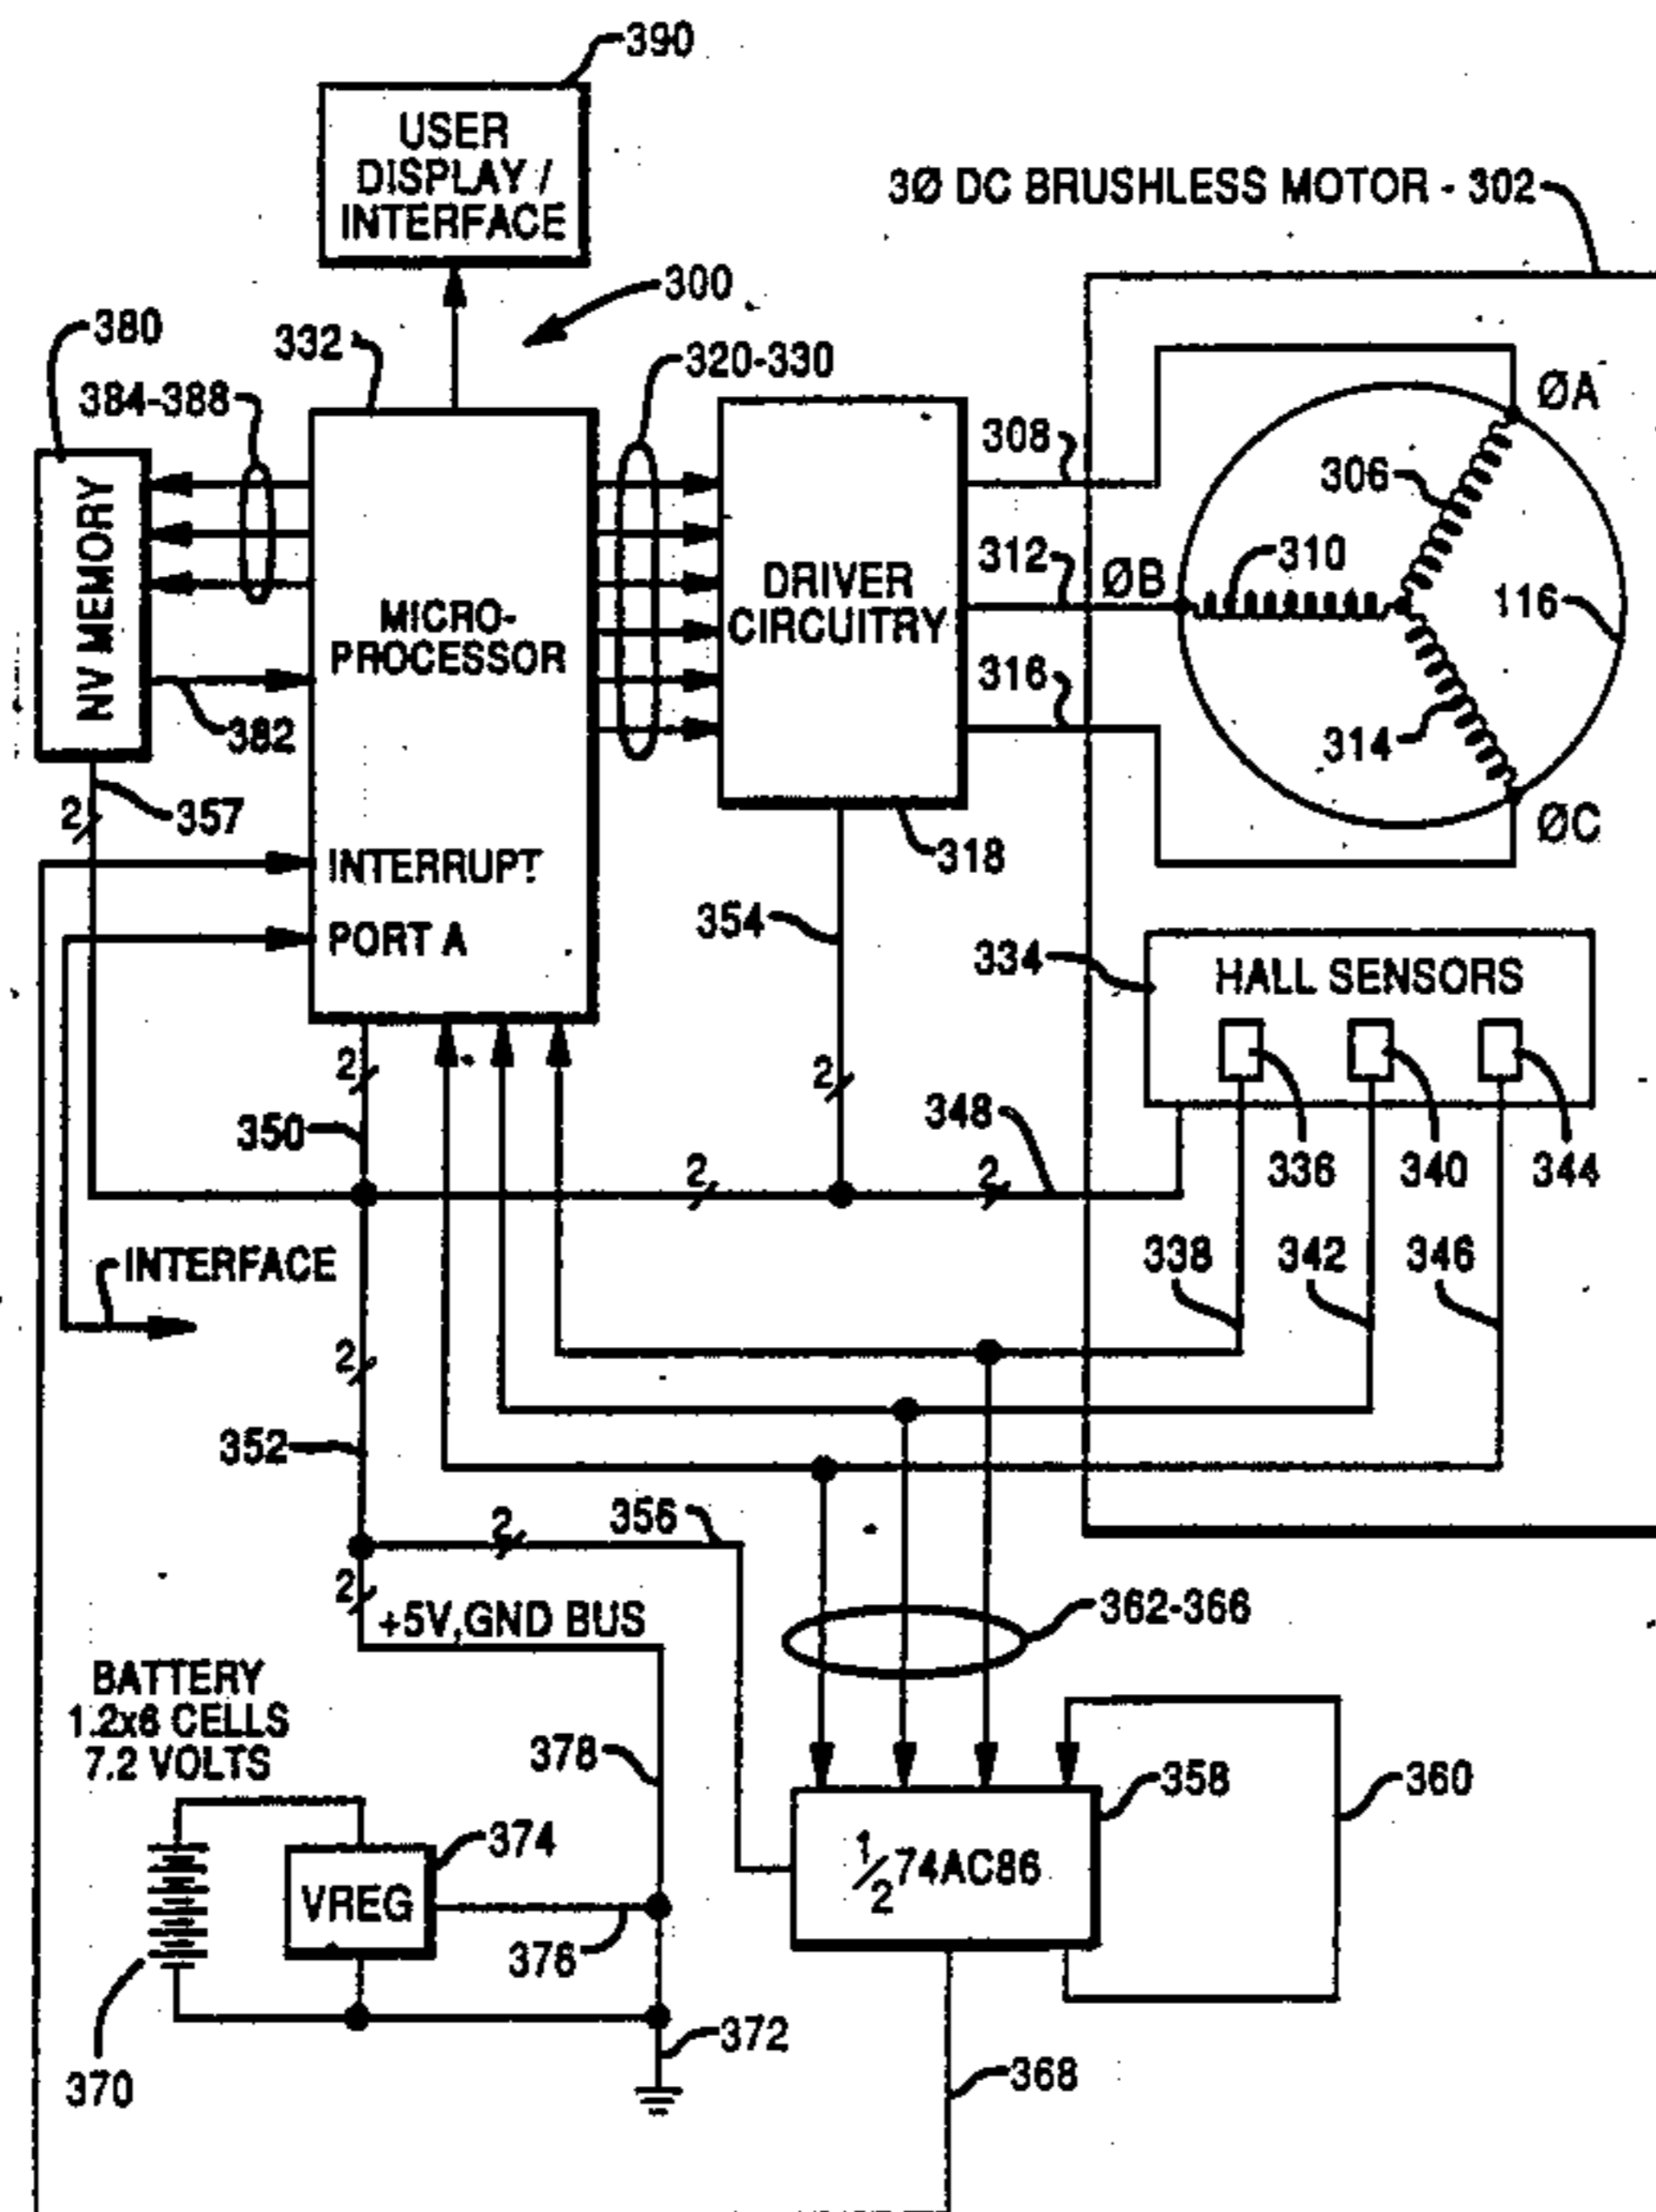 390
USER
DISPLAY /
INTERFACE
3Ø DC BRUSHLESS MOTOR - 302
300
380
332
320-330
384-388
ØA
308
306
NV MEMORY
MICRO-
PROCESSOR
DRIVER
CIRCUITRY
312
ØB
310
116
316
314
382
2
357
ØC
318
INTERRUPT
354
PORT A
334
HALL SENSORS
2
2
350
348
336
340
344
2
2
INTERFACE
338
342
346
2
352
2
356
2
+5V,GND BUS
362-366
BATTERY
1.2x6 CELLS
7.2 VOLTS
378
358
360
374
VREG
1/2 74AC86
376
372
370
368